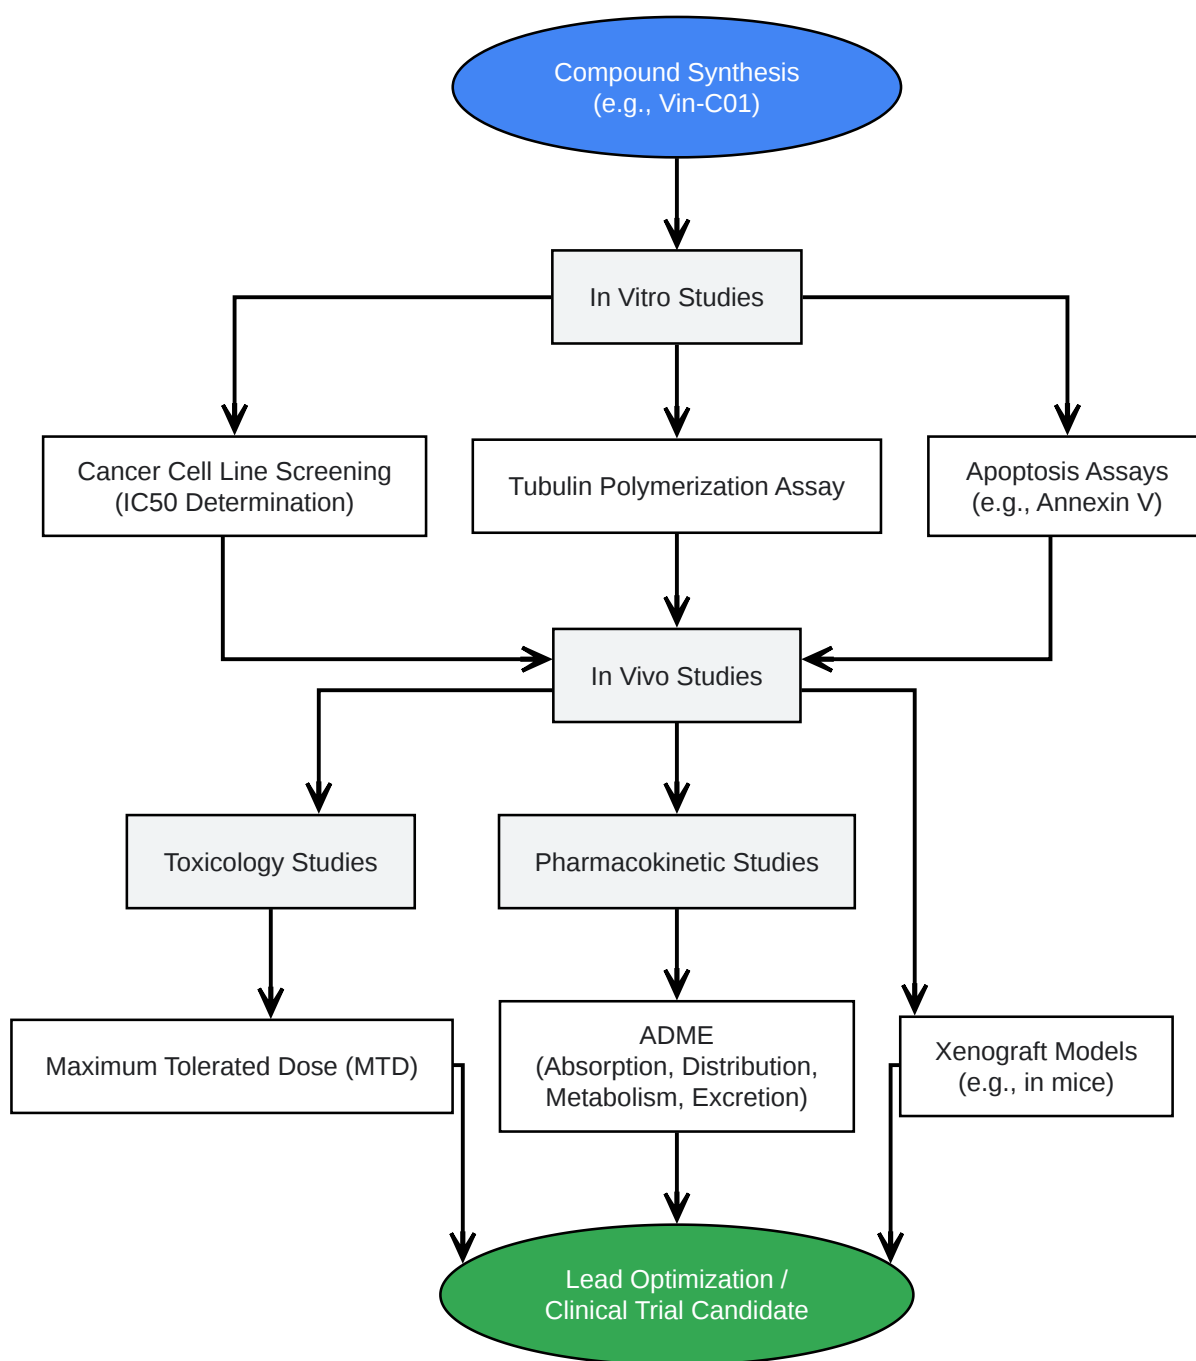 Compound Synthesis
(e.g., Vin-C01)
In Vitro Studies
Cancer Cell Line Screening
(IC50 Determination)
Tubulin Polymerization Assay
Apoptosis Assays
(e.g., Annexin V)
In Vivo Studies
Toxicology Studies
Pharmacokinetic Studies
Maximum Tolerated Dose (MTD)
ADME
(Absorption, Distribution,
Metabolism, Excretion)
Xenograft Models
(e.g., in mice)
Lead Optimization /
Clinical Trial Candidate